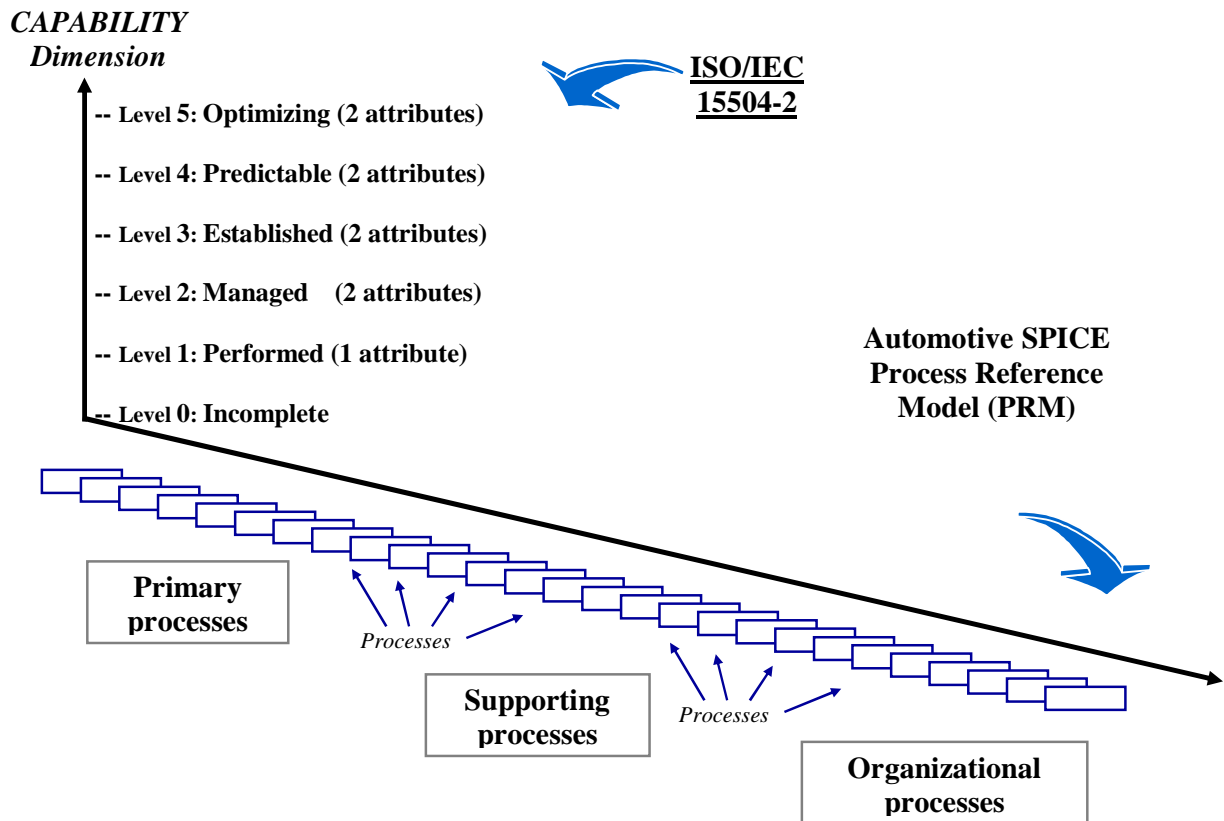 CAPABILITY
Dimension
ISO/IEC
15504-2
-- Level 5: Optimizing (2 attributes)
-- Level 4: Predictable (2 attributes)
-- Level 3: Established (2 attributes)
-- Level 2: Managed (2 attributes)
-- Level 1: Performed (1 attribute)
-- Level 0: Incomplete
Automotive SPICE
Process Reference
Model (PRM)
Primary
processes
Processes
Supporting
processes
Processes
Organizational
processes